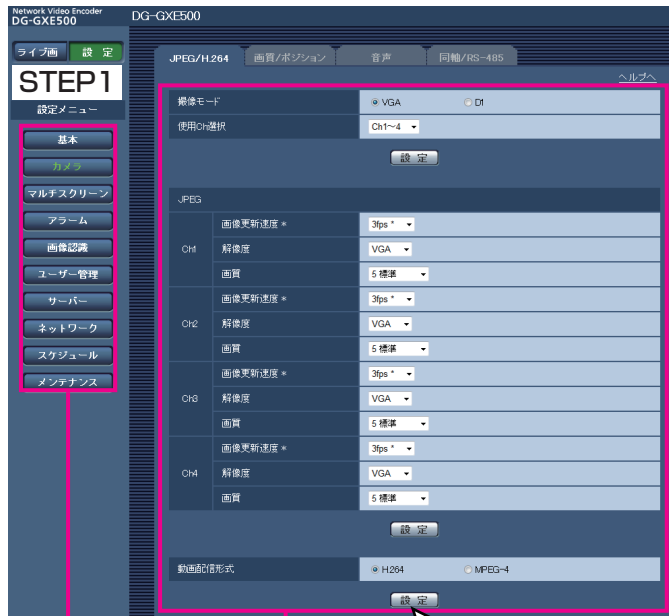 Network Video Encoder
DG-GXE500
DG-GXE500
ライブ画 設 定
STEP1
設定メニュー
基本
カメラ
マルチスクリーン
アラーム
画像認識
ユーザー管理
サーバー
ネットワーク
スケジュール
メンテナンス
JPEG/H.264 画質/ポジション 音声 同軸/RS-485
ヘルプへ
撮像モード VGA D1
使用Ch選択 Ch1～4
設 定
JPEG
Ch1
画像更新速度 * 3fps *
解像度 VGA
画質 5 標準
Ch2
画像更新速度 * 3fps *
解像度 VGA
画質 5 標準
Ch3
画像更新速度 * 3fps *
解像度 VGA
画質 5 標準
Ch4
画像更新速度 * 3fps *
解像度 VGA
画質 5 標準
設 定
動画配信形式 H.264 MPEG-4
設 定